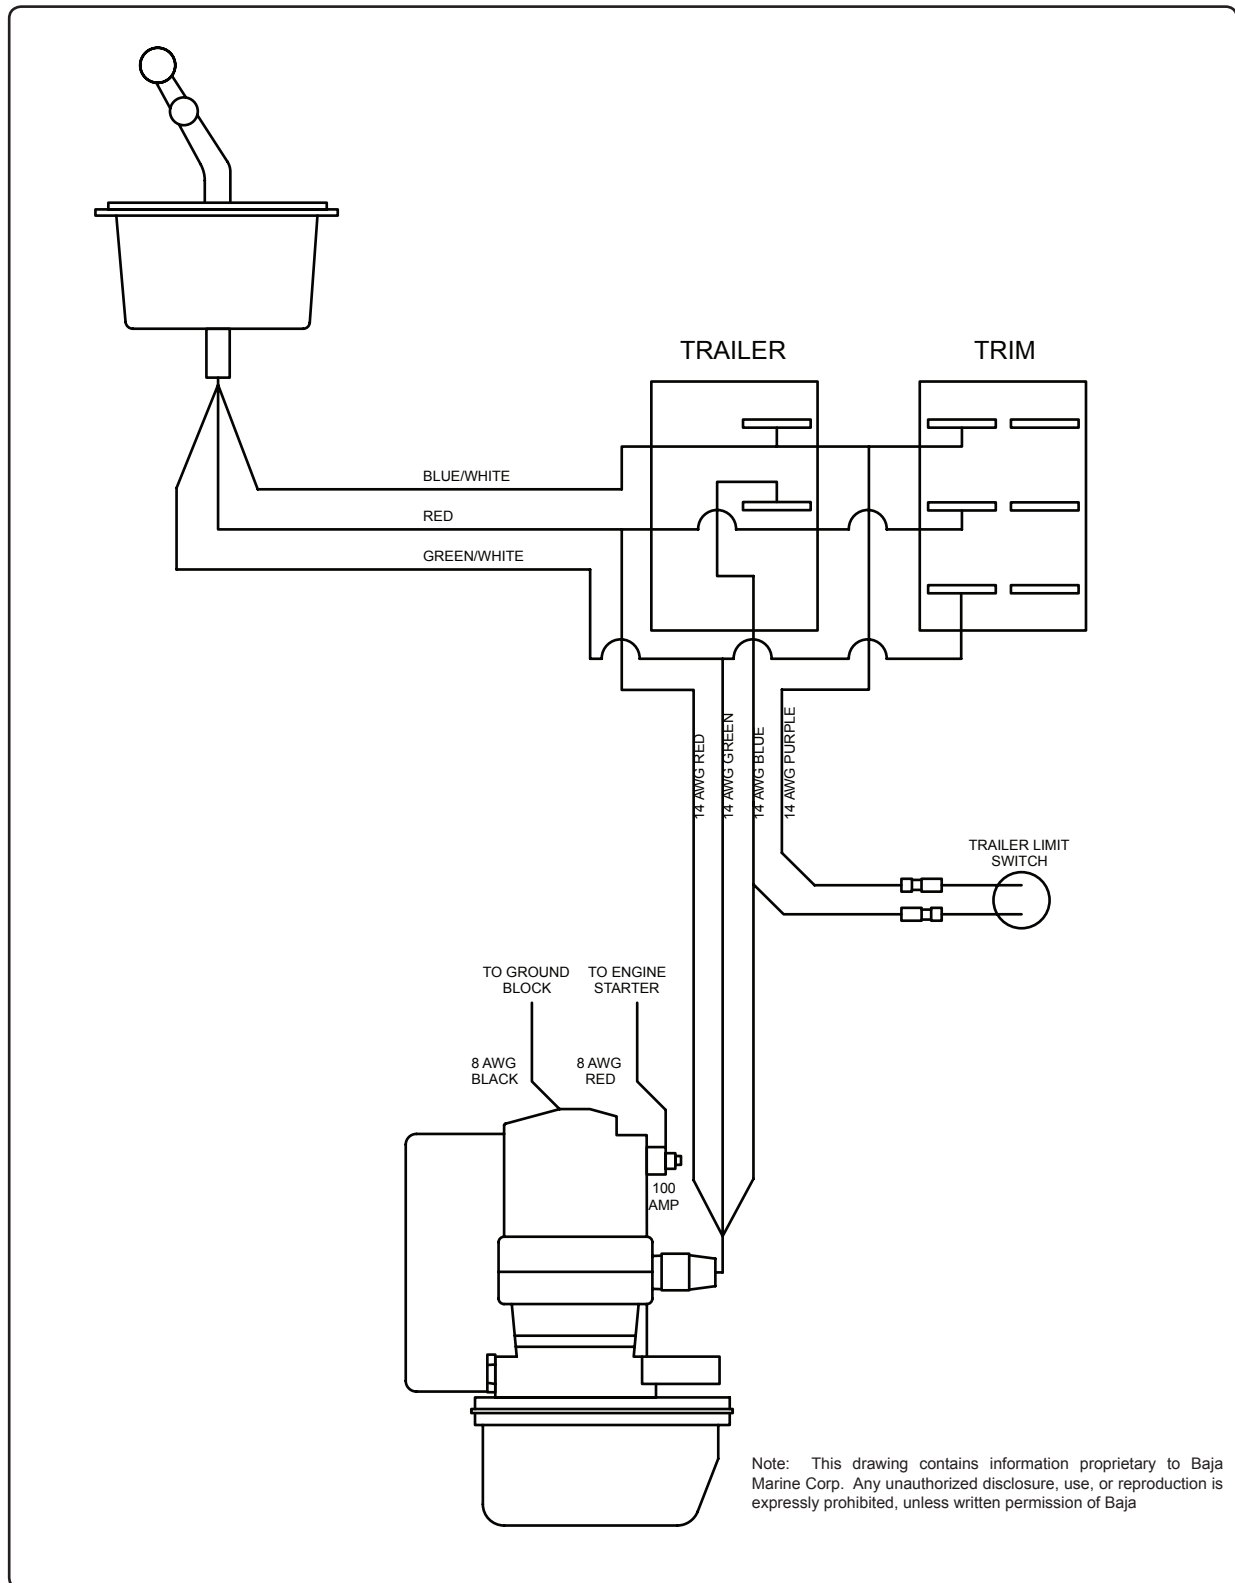 TRAILER
TRIM
BLUE/WHITE
RED
GREEN/WHITE
14 AWG RED
14 AWG GREEN
14 AWG BLUE
14 AWG PURPLE
TRAILER LIMIT
SWITCH
TO GROUND
BLOCK
TO ENGINE
STARTER
8 AWG
BLACK
8 AWG
RED
100
AMP
Note: This drawing contains information proprietary to Baja
Marine Corp. Any unauthorized disclosure, use, or reproduction is
expressly prohibited, unless written permission of Baja